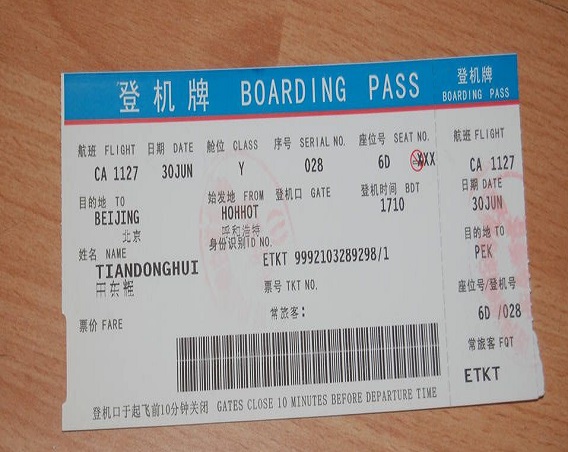 登机牌 BOARDING PASS
登机牌
BOARDING PASS
航班 FLIGHT 日期 DATE 舱位 CLASS 序号 SERIAL NO. 座位号 SEAT NO.
CA 1127 30JUN Y 028 6D
目的地 TO 始发地 FROM 登机口 GATE 登机时间 BDT
BEIJING HOHHOT 1710
北京 呼和浩特
姓名 NAME 身份识别ID NO.
TIANDONGHUI ETKT 9992103289298/1
田东辉 票号 TKT NO.
票价 FARE 常旅客:
登机口于起飞前10分钟关闭 GATES CLOSE 10 MINUTES BEFORE DEPARTURE TIME
航班 FLIGHT
CA 1127
日期 DATE
30JUN
目的地 TO
PEK
座位号/登机号
6D /028
常旅客 FQT
ETKT